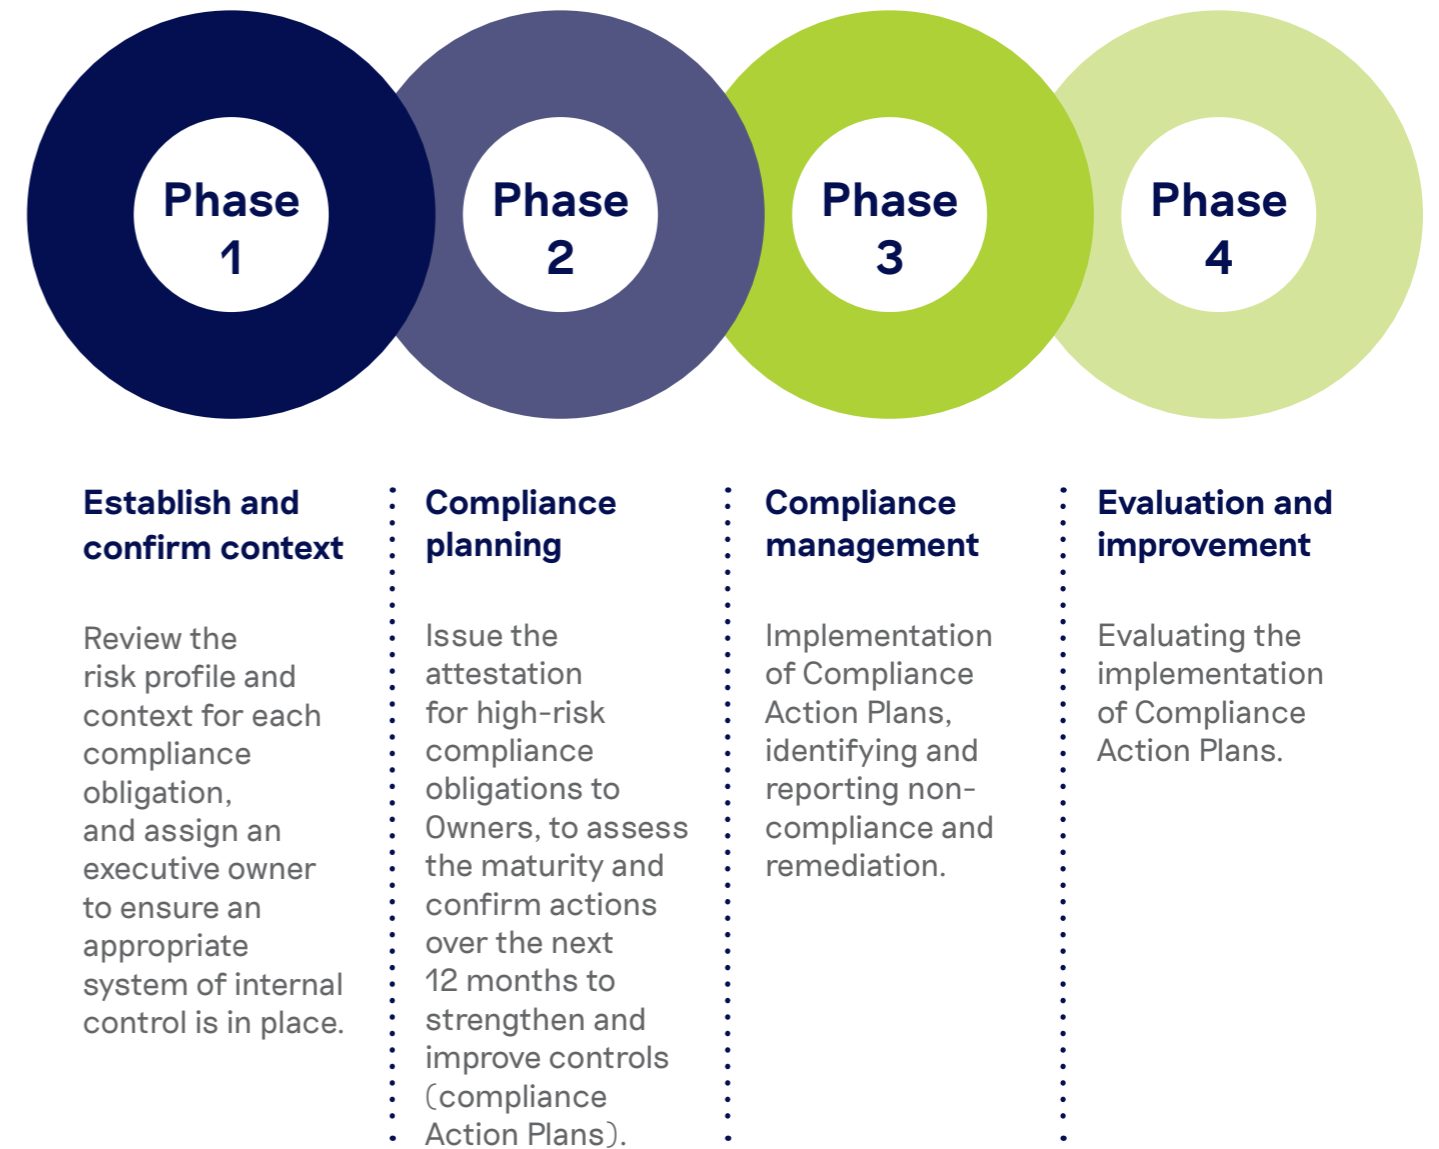 Phase
1
Phase
2
Phase
3
Phase
4
Establish and
confirm context
Review the
risk profile and
context for each
compliance
obligation,
and assign an
executive owner
to ensure an
appropriate
system of internal
control is in place.
Compliance
planning
Issue the
attestation
for high-risk
compliance
obligations to
Owners, to assess
the maturity and
confirm actions
over the next
12 months to
strengthen and
improve controls
(compliance
Action Plans).
Compliance
management
Implementation
of Compliance
Action Plans,
identifying and
reporting non-
compliance and
remediation.
Evaluation and
improvement
Evaluating the
implementation
of Compliance
Action Plans.